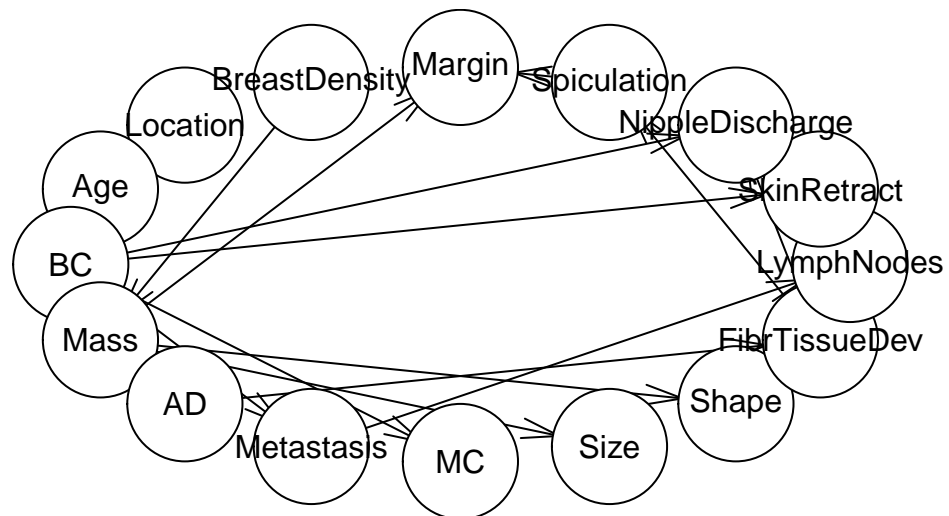 Margin
BreastDensity
Spiculation
Location
NippleDischarge
Age
SkinRetract
BC
LymphNodes
Mass
FibrTissueDev
AD
Shape
Metastasis
MC
Size